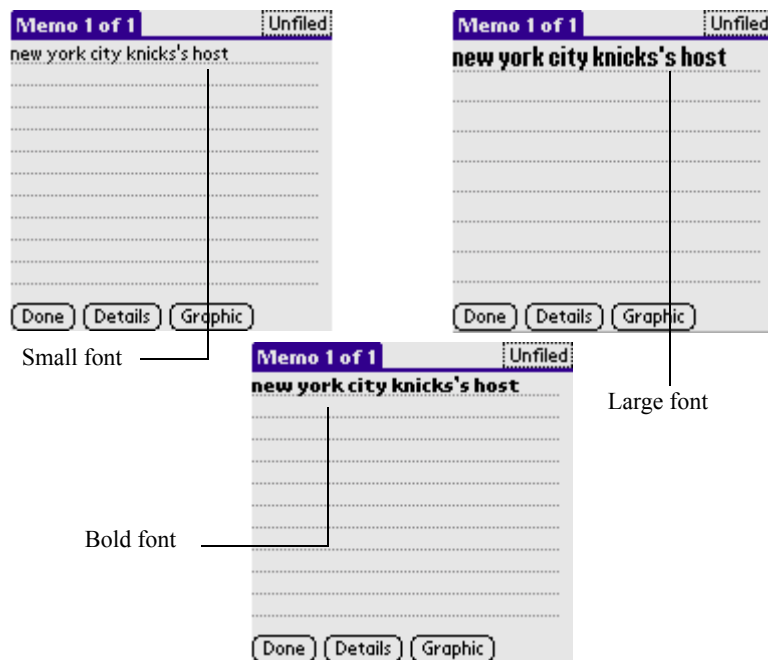 Memo 1 of 1 Unfiled
new york city knicks's host
Done Details Graphic
Small font
Memo 1 of 1 Unfiled
new york city knicks's host
Done Details Graphic
Large font
Memo 1 of 1 Unfiled
new york city knicks's host
Bold font
Done Details Graphic